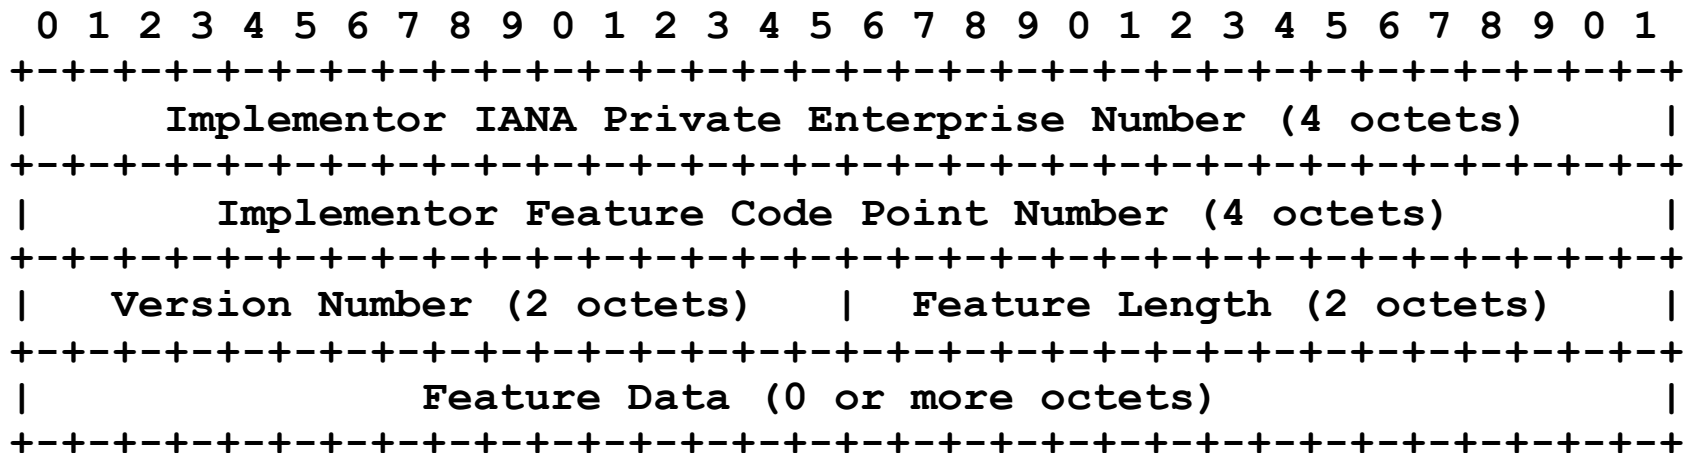 0 1 2 3 4 5 6 7 8 9 0 1 2 3 4 5 6 7 8 9 0 1 2 3 4 5 6 7 8 9 0 1
+-+-+-+-+-+-+-+-+-+-+-+-+-+-+-+-+-+-+-+-+-+-+-+-+-+-+-+-+-+-+-+-+
|     Implementor IANA Private Enterprise Number (4 octets)      |
+-+-+-+-+-+-+-+-+-+-+-+-+-+-+-+-+-+-+-+-+-+-+-+-+-+-+-+-+-+-+-+-+
|       Implementor Feature Code Point Number (4 octets)         |
+-+-+-+-+-+-+-+-+-+-+-+-+-+-+-+-+-+-+-+-+-+-+-+-+-+-+-+-+-+-+-+-+
|   Version Number (2 octets)   |  Feature Length (2 octets)     |
+-+-+-+-+-+-+-+-+-+-+-+-+-+-+-+-+-+-+-+-+-+-+-+-+-+-+-+-+-+-+-+-+
|               Feature Data (0 or more octets)                  |
+-+-+-+-+-+-+-+-+-+-+-+-+-+-+-+-+-+-+-+-+-+-+-+-+-+-+-+-+-+-+-+-+